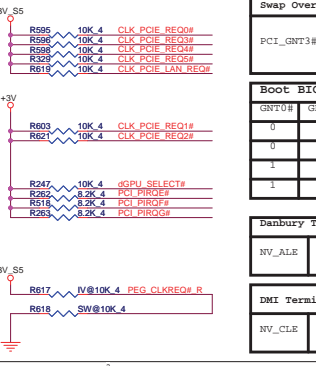 3V_S5
R595 10K_4 CLK_PCIE_REQ0#
R596 10K_4 CLK_PCIE_REQ3#
R598 10K_4 CLK_PCIE_REQ4#
R329 10K_4 CLK_PCIE_REQ5#
R619 10K_4 CLK_PCIE_LAN_REQ#
+3V
R603 10K_4 CLK_PCIE_REQ1#
R621 10K_4 CLK_PCIE_REQ2#
R247 10K_4 dGPU_SELECT#
R262 8.2K_4 PCI_PIRQE#
R518 8.2K_4 PCI_PIRQF#
R263 8.2K_4 PCI_PIRQG#
3V_S5
R617 IV@10K_4 PEG_CLKREQ#_R
R618 SW@10K_4
Swap Over
PCI_GNT3#
Boot BIO
GNT0# G
0
0
1
1
Danbury T
NV_ALE
DMI Termi
NV_CLE